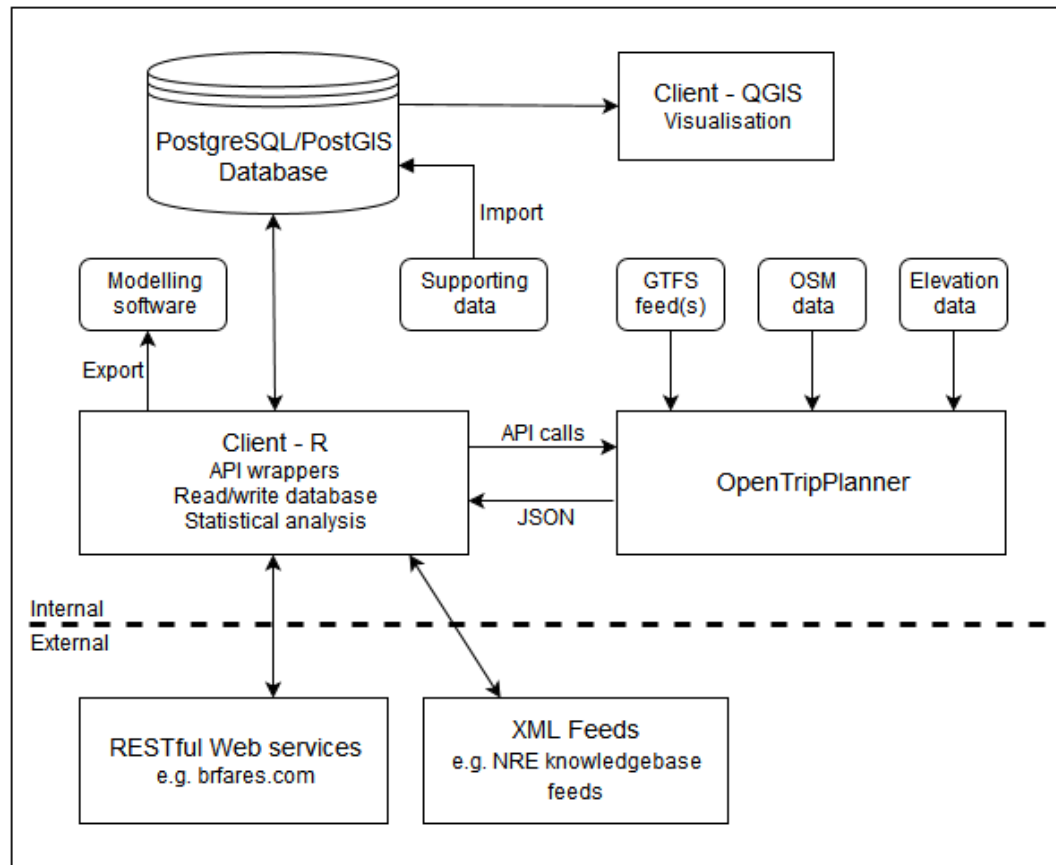 PostgreSQL/PostGIS
Database
Client - QGIS
Visualisation
Import
Modelling
software
Supporting
data
GTFS
feed(s)
OSM
data
Elevation
data
Export
Client - R
API wrappers
Read/write database
Statistical analysis
API calls
JSON
OpenTripPlanner
Internal
External
RESTful Web services
e.g. brfares.com
XML Feeds
e.g. NRE knowledgebase
feeds